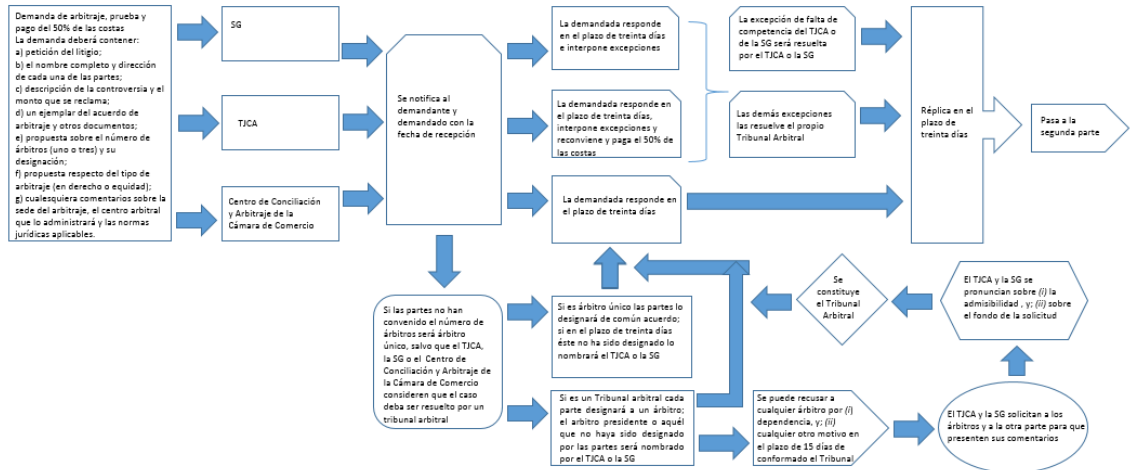 Demanda de arbitraje, prueba y
pago del 50% de las costas
La demanda deberá contener:
a) petición del litigio;
b) el nombre completo y dirección
de cada una de las partes;
c) descripción de la controversia y el
monto que se reclama;
d) un ejemplar del acuerdo de
arbitraje y otros documentos;
e) propuesta sobre el número de
árbitros (uno o tres) y su
designación;
f) propuesta respecto del tipo de
arbitraje (en derecho o equidad);
g) cualesquiera comentarios sobre la
sede del arbitraje, el centro arbitral
que lo administrará y las normas
jurídicas aplicables.
SG
TJCA
Centro de Conciliación
y Arbitraje de la
Cámara de Comercio
Se notifica al
demandante y
demandado con la
fecha de recepción
La demandada responde
en el plazo de treinta días
e interpone excepciones
La demandada responde en
el plazo de treinta días,
interpone excepciones y
reconviene y paga el 50% de
las costas
La demandada responde en
el plazo de treinta días
La excepción de falta de
competencia del TJCA o
de la SG será resuelta
por el TJCA o la SG
Las demás excepciones
las resuelve el propio
Tribunal Arbitral
Réplica en el
plazo de
treinta días
Pasa a la
segunda parte
Si las partes no han
convenido el número de
árbitros será árbitro
único, salvo que el TJCA,
la SG o el Centro de
Conciliación y Arbitraje de
la Cámara de Comercio
consideren que el caso
deba ser resuelto por un
tribunal arbitral
Si es árbitro único las partes lo
designará de común acuerdo;
si en el plazo de treinta días
éste no ha sido designado lo
nombrará el TJCA o la SG
Si es un Tribunal arbitral cada
parte designará a un árbitro;
el arbitro presidente o aquél
que no haya sido designado
por las partes será nombrado
por el TJCA o la SG
Se puede recusar a
cualquier árbitro por (i)
dependencia, y; (ii)
cualquier otro motivo en
el plazo de 15 días de
conformado el Tribunal
El TJCA y la SG solicitan a los
árbitros y a la otra parte para que
presenten sus comentarios
El TJCA y la SG se
pronuncian sobre (i) la
admisibilidad , y; (ii) sobre
el fondo de la solicitud
Se
constituye
el Tribunal
Arbitral